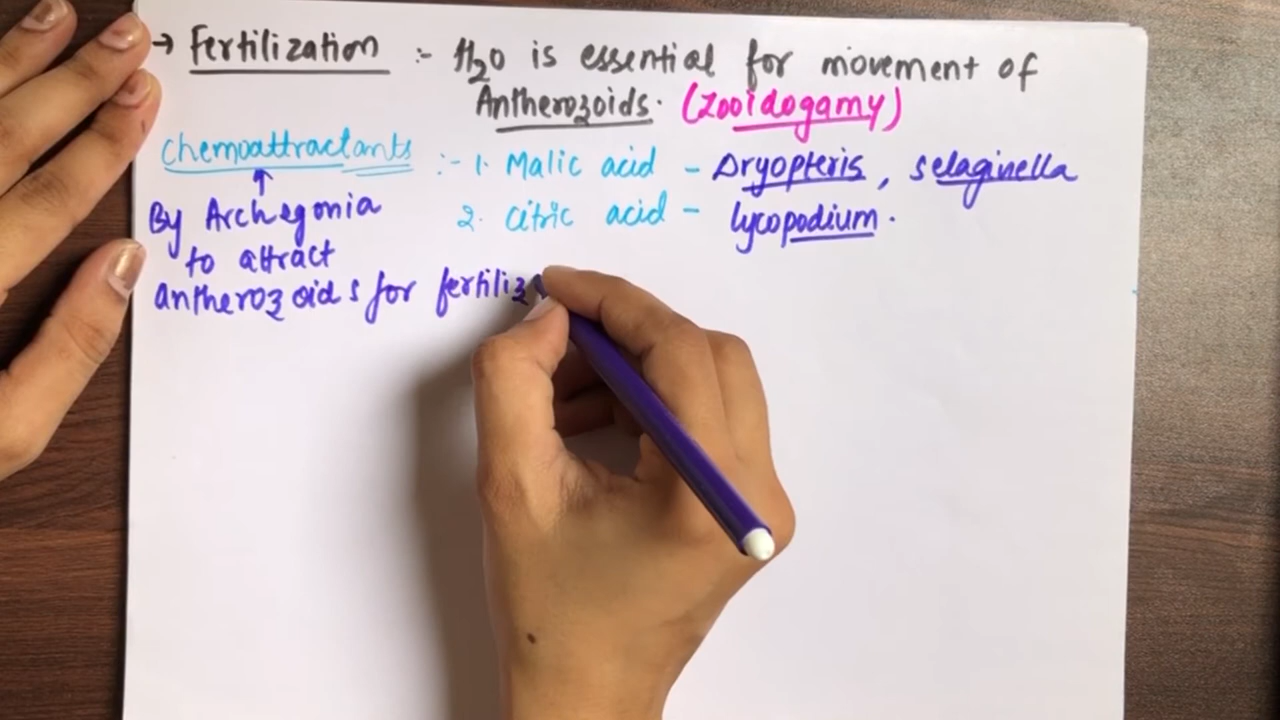 → Fertilization :- H₂O is essential for movement of
Antherozoids. (Zooidogamy)
Chemoattractants :- 1. Malic acid - Dryopteris, Selaginella
By Archegonia 2. Citric acid - Lycopodium.
to attract
antherozoids for fertiliz